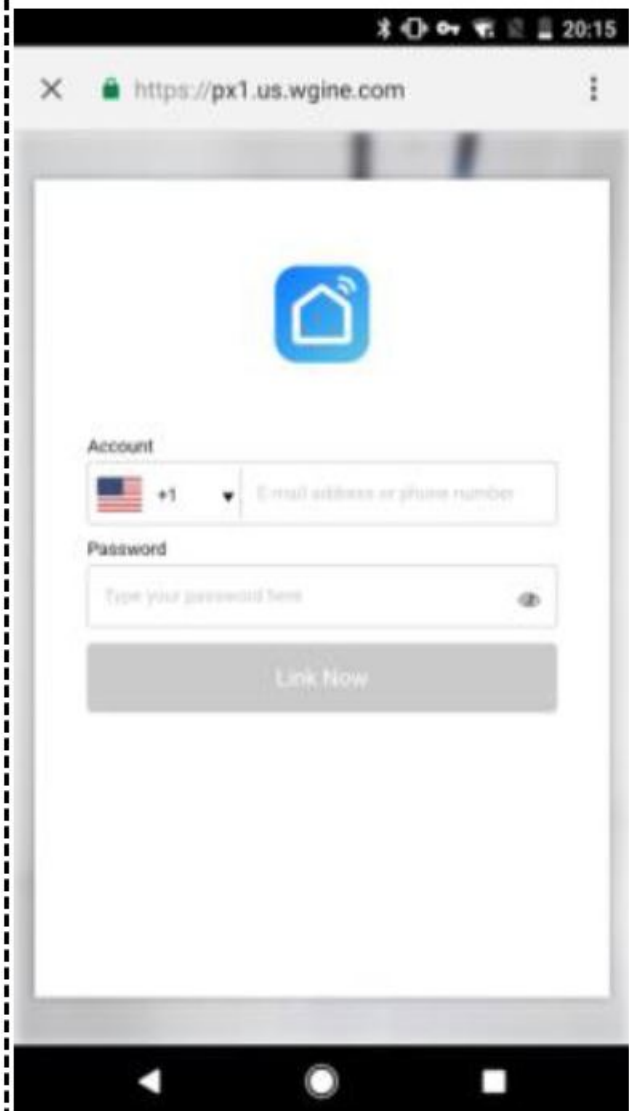 20:15
https://px1.us.wgine.com
Account
+1 E-mail address or phone number
Password
Type your password here
Link Now